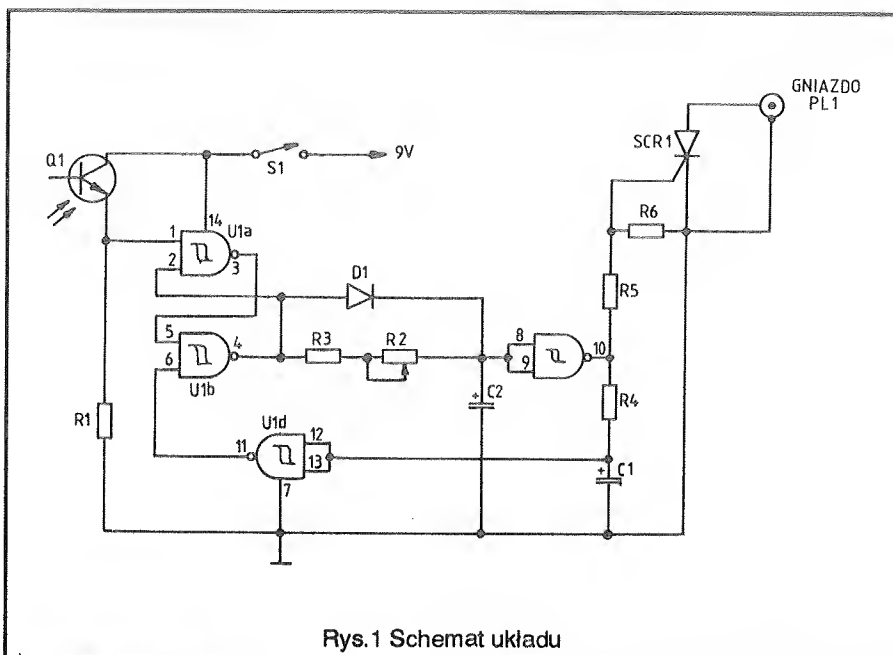 GNIAZDO
PL1
SCR1
Q1
S1
9V
14
U1a
1
2
3
R6
D1
R5
5
4
6
R3
R2
8
9
10
U1b
C2
R4
R1
U1d
11
12
13
7
C1
+
+
Rys.1 Schemat układu